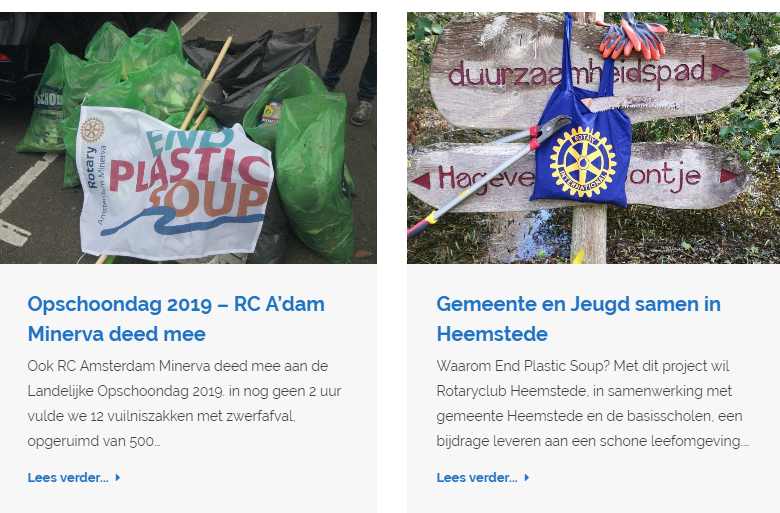 SCHOO
Rotary
Amsterdam Minerva
END
PLASTIC
SOUP
Opschoondag 2019 – RC A'dam
Minerva deed mee
Ook RC Amsterdam Minerva deed mee aan de
Landelijke Opschoondag 2019. in nog geen 2 uur
vulde we 12 vuilniszakken met zwerfafval,
opgeruimd van 500...
Lees verder...
duurzaamheidspad
Hageve ontje
ROTARY
INTERNATIONAL
Gemeente en Jeugd samen in
Heemstede
Waarom End Plastic Soup? Met dit project wil
Rotaryclub Heemstede, in samenwerking met
gemeente Heemstede en de basisscholen, een
bijdrage leveren aan een schone leefomgeving....
Lees verder...